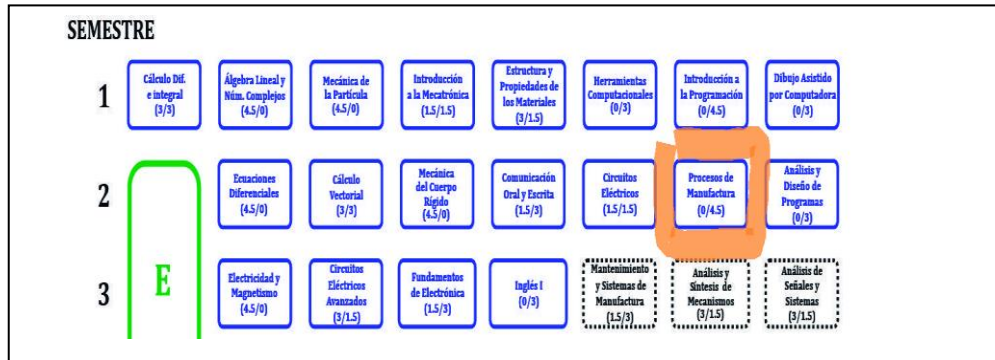 SEMESTRE
1
Cálculo Dif.
e integral
(3/3)
Álgebra Lineal y
Núm. Complejos
(4.5/0)
Mecánica de
la Partícula
(4.5/0)
Introducción
a la Mecatrónica
(1.5/1.5)
Estructura y
Propiedades de
los Materiales
(3/1.5)
Herramientas
Computacionales
(0/3)
Introducción a
la Programación
(0/4.5)
Dibujo Asistido
por Computadora
(0/3)
2
Ecuaciones
Diferenciales
(4.5/0)
Cálculo
Vectorial
(3/3)
Mecánica
del Cuerpo
Rígido
(4.5/0)
Comunicación
Oral y Escrita
(1.5/3)
Circuitos
Eléctricos
(1.5/1.5)
Procesos de
Manufactura
(0/4.5)
Análisis y
Diseño de
Programas
(0/3)
3
E
Electricidad y
Magnetismo
(4.5/0)
Circuitos
Eléctricos
Avanzados
(3/1.5)
Fundamentos
de Electrónica
(1.5/3)
Inglés I
(0/3)
Mantenimiento
y Sistemas de
Manufactura
(1.5/3)
Análisis y
Síntesis de
Mecanismos
(3/1.5)
Análisis de
Señales y
Sistemas
(3/1.5)